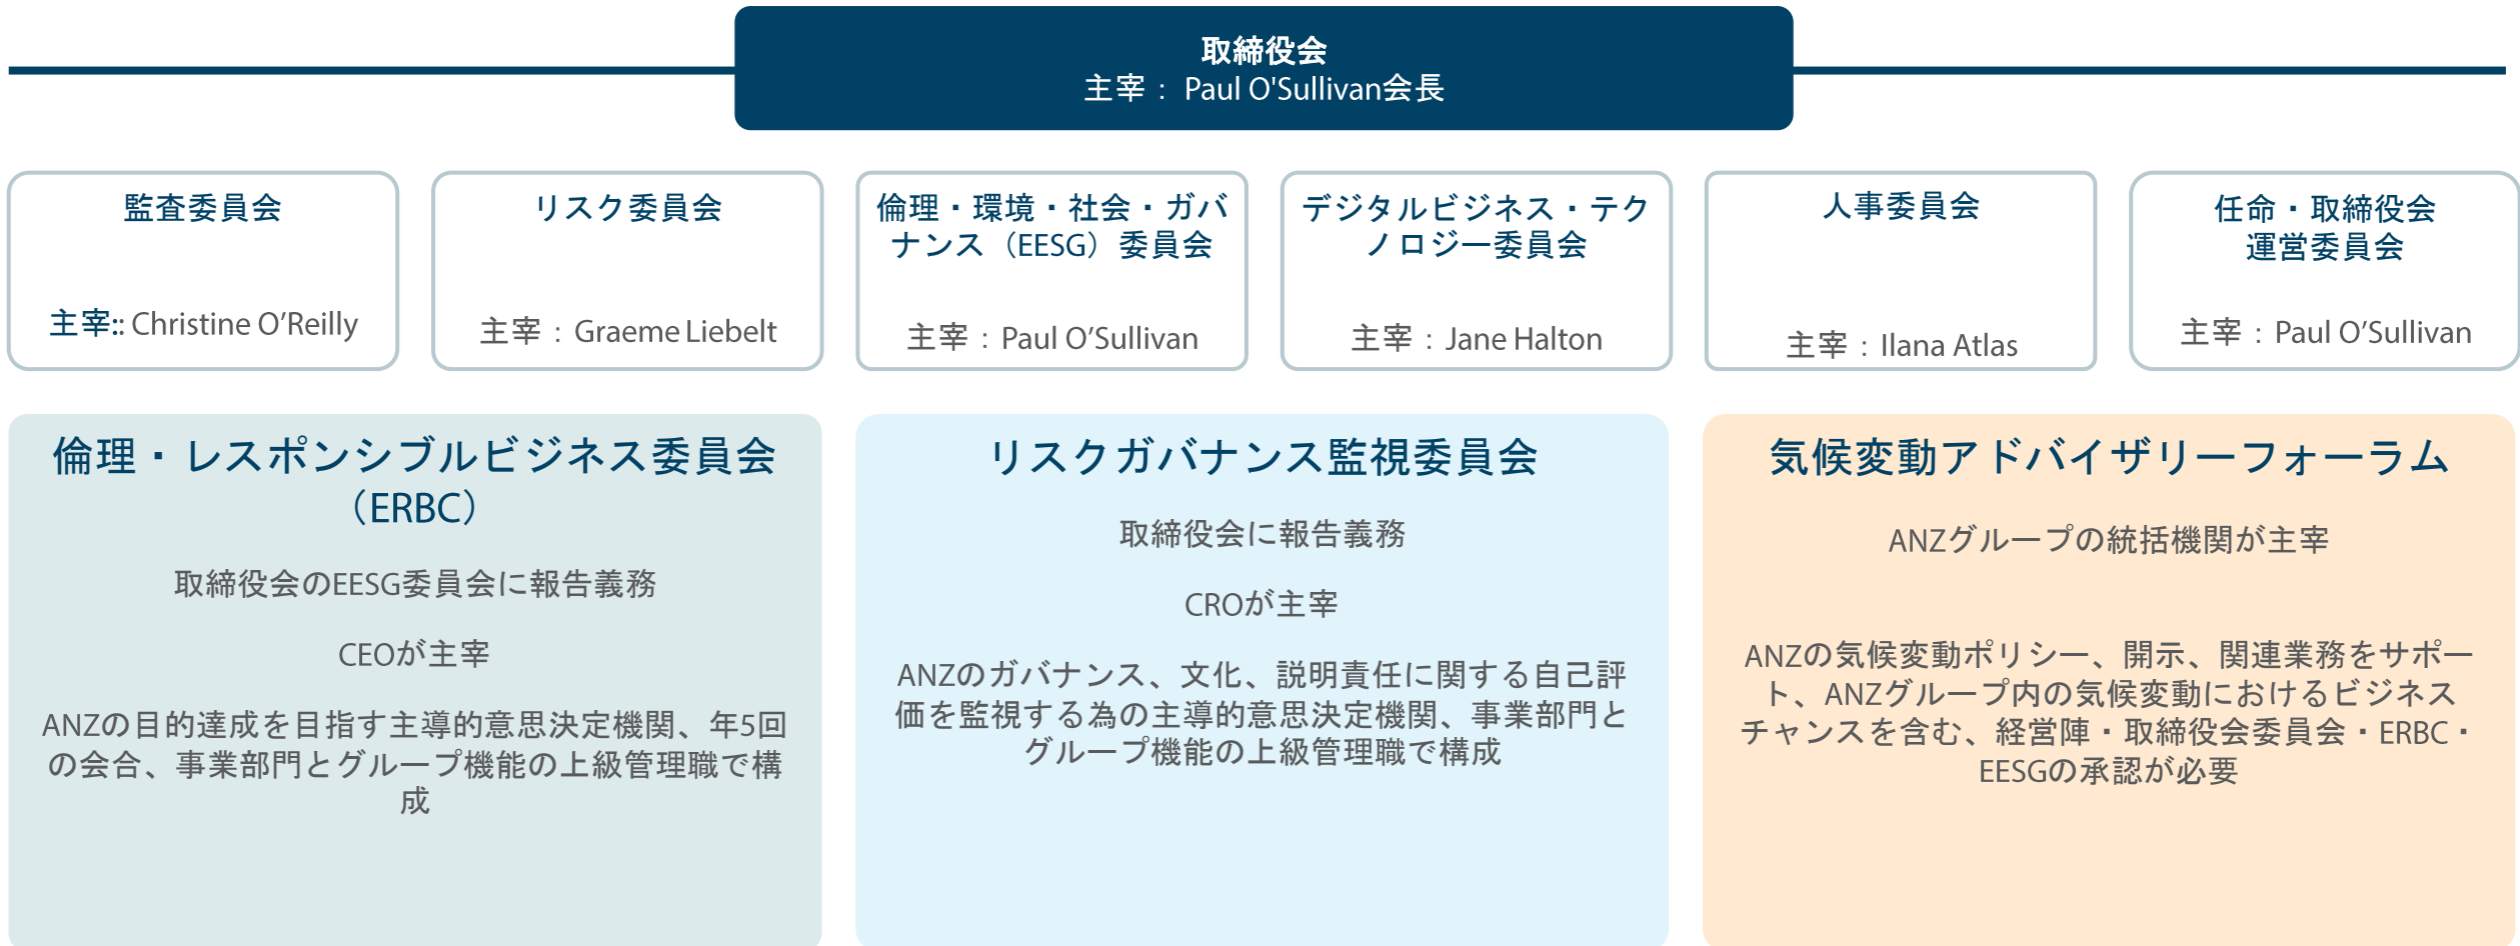 取締役会
主宰： Paul O'Sullivan会長
監査委員会
主宰:: Christine O’Reilly
リスク委員会
主宰：Graeme Liebelt
倫理・環境・社会・ガバ
ナンス（EESG）委員会
主宰：Paul O’Sullivan
デジタルビジネス・テク
ノロジー委員会
主宰：Jane Halton
人事委員会
主宰：Ilana Atlas
任命・取締役会
運営委員会
主宰：Paul O’Sullivan
倫理・レスポンシブルビジネス委員会
（ERBC）
取締役会のEESG委員会に報告義務
CEOが主宰
ANZの目的達成を目指す主導的意思決定機関、年5回
の会合、事業部門とグループ機能の上級管理職で構
成
リスクガバナンス監視委員会
取締役会に報告義務
CROが主宰
ANZのガバナンス、文化、説明責任に関する自己評
価を監視する為の主導的意思決定機関、事業部門と
グループ機能の上級管理職で構成
気候変動アドバイザリーフォーラム
ANZグループの統括機関が主宰
ANZの気候変動ポリシー、開示、関連業務をサポー
ト、ANZグループ内の気候変動におけるビジネス
チャンスを含む、経営陣・取締役会委員会・ERBC・
EESGの承認が必要